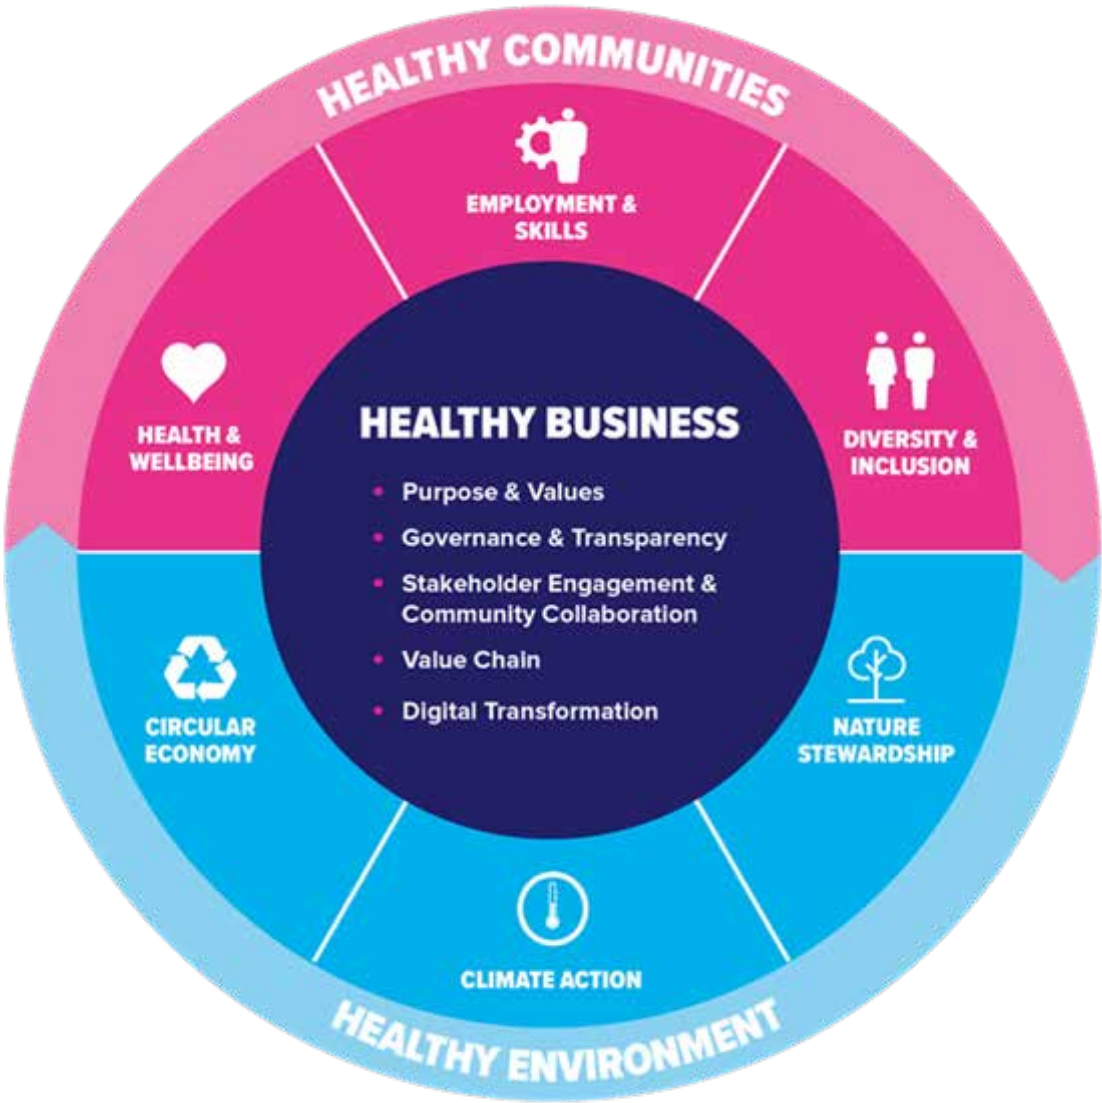 HEALTHY COMMUNITIES
EMPLOYMENT &
SKILLS
HEALTH &
WELLBEING
DIVERSITY &
INCLUSION
HEALTHY BUSINESS
• Purpose & Values
• Governance & Transparency
• Stakeholder Engagement &
Community Collaboration
• Value Chain
• Digital Transformation
CIRCULAR
ECONOMY
NATURE
STEWARDSHIP
CLIMATE ACTION
HEALTHY ENVIRONMENT